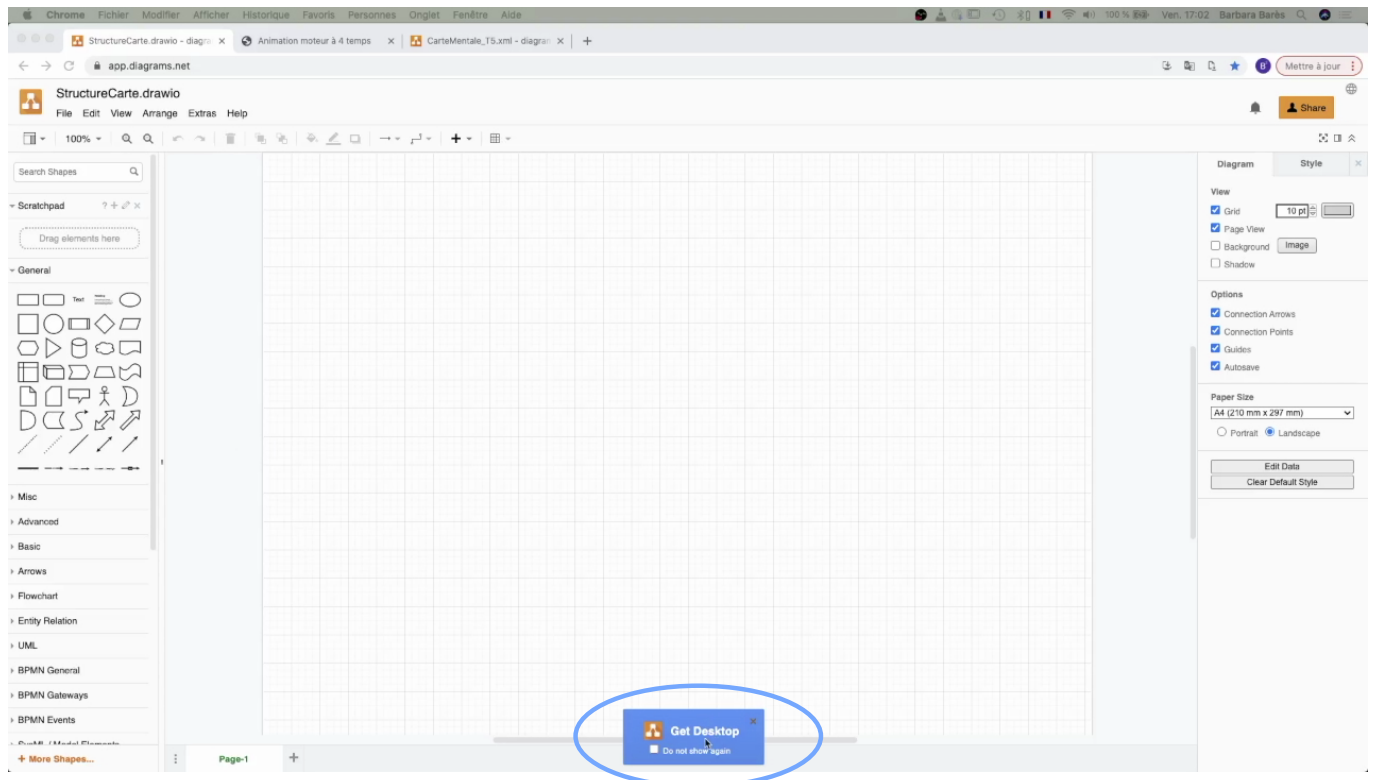 Chrome Fichier Modifier Afficher Historique Favoris Personnes Onglet Fenêtre Aide 100 % Ven. 17:02 Barbara Barès
StructureCarte.drawio - diagra Animation moteur à 4 temps CarteMentale_T5.xml - diagran
app.diagrams.net B Mettre à jour
StructureCarte.drawio
File Edit View Arrange Extras Help Share
100%
Search Shapes Diagram Style
View
Scratchpad ? Grid 10 pt
Page View
Drag elements here Background Image
Shadow
General
Options
Text Connection Arrows
Connection Points
Guides
Autosave
Paper Size
A4 (210 mm x 297 mm)
Portrait Landscape
Edit Data
Clear Default Style
Misc
Advanced
Basic
Arrows
Flowchart
Entity Relation
UML
BPMN General
BPMN Gateways
BPMN Events
Get Desktop
Do not show again
SysML / Model Elements
+ More Shapes... Page-1